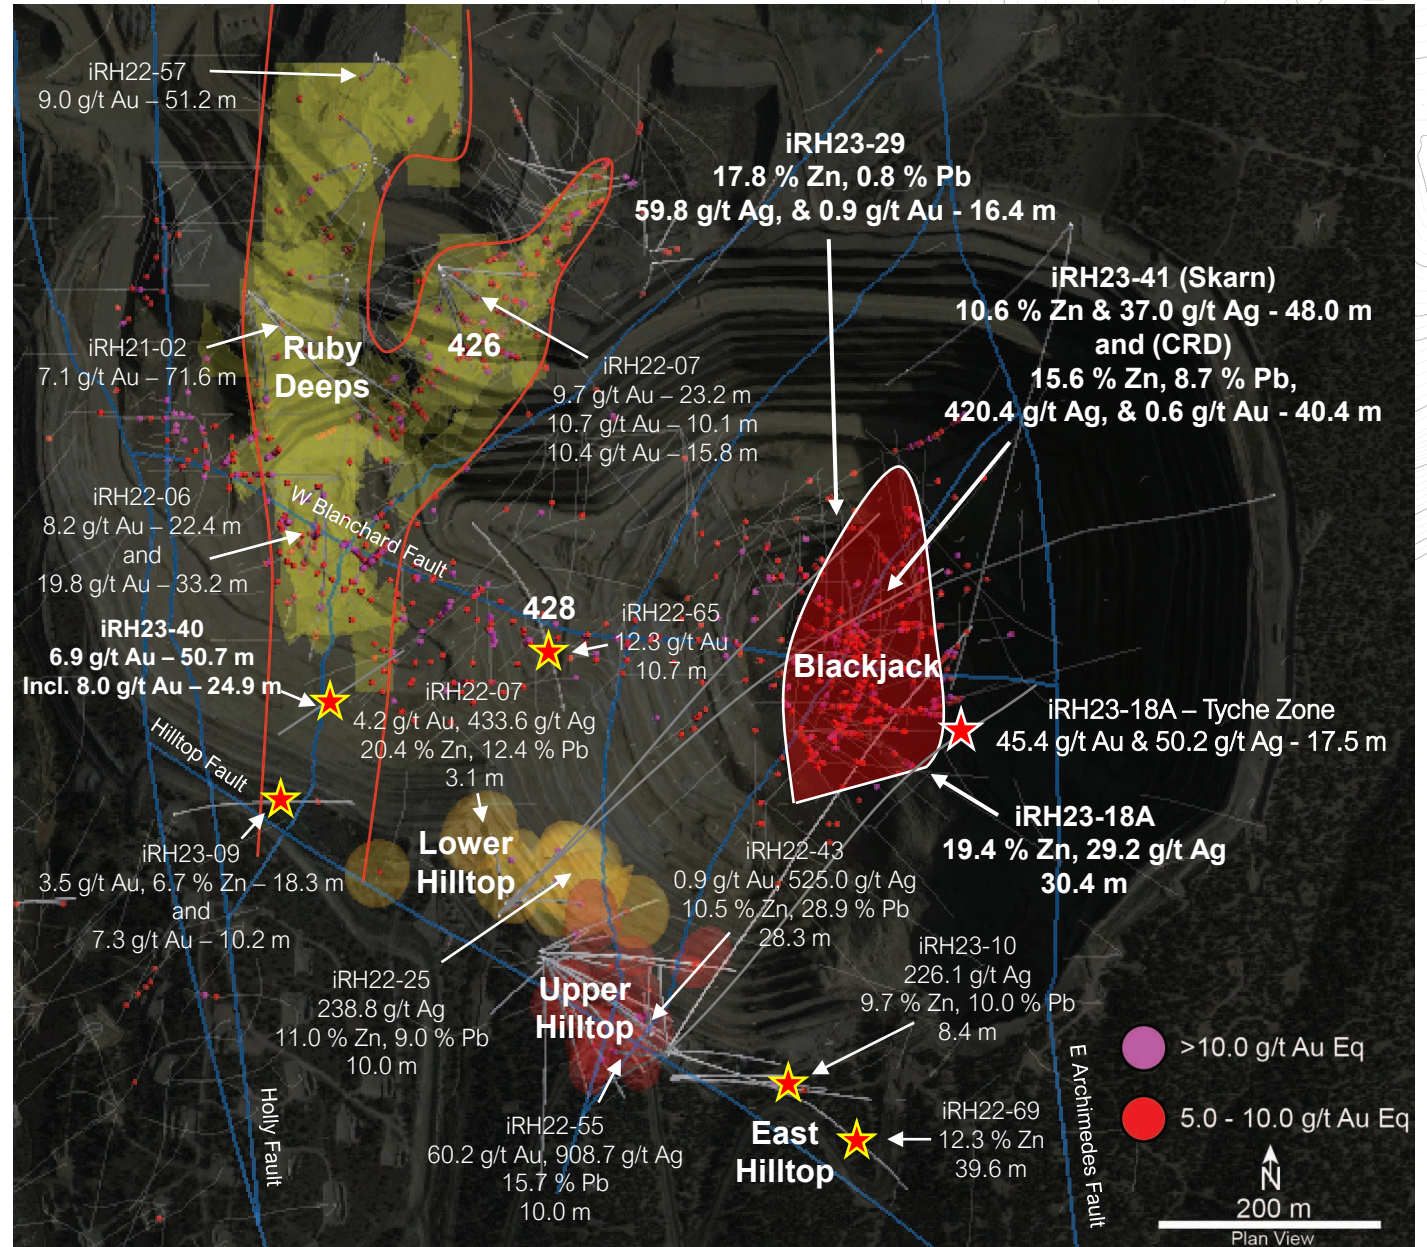 iRH22-57
9.0 g/t Au – 51.2 m
iRH23-29
17.8 % Zn, 0.8 % Pb
59.8 g/t Ag, & 0.9 g/t Au - 16.4 m
iRH23-41 (Skarn)
10.6 % Zn & 37.0 g/t Ag - 48.0 m
and (CRD)
15.6 % Zn, 8.7 % Pb,
420.4 g/t Ag, & 0.6 g/t Au - 40.4 m
iRH21-02
7.1 g/t Au – 71.6 m
Ruby
Deeps
426
iRH22-07
9.7 g/t Au – 23.2 m
10.7 g/t Au – 10.1 m
10.4 g/t Au – 15.8 m
iRH22-06
8.2 g/t Au – 22.4 m
and
19.8 g/t Au – 33.2 m
W Blanchard Fault
428
iRH22-65
12.3 g/t Au
10.7 m
iRH23-40
6.9 g/t Au – 50.7 m
Incl. 8.0 g/t Au – 24.9 m
Blackjack
iRH22-07
4.2 g/t Au, 433.6 g/t Ag
20.4 % Zn, 12.4 % Pb
3.1 m
iRH23-18A – Tyche Zone
45.4 g/t Au & 50.2 g/t Ag - 17.5 m
Hilltop Fault
iRH23-18A
19.4 % Zn, 29.2 g/t Ag
30.4 m
Lower
Hilltop
iRH23-09
3.5 g/t Au, 6.7 % Zn – 18.3 m
and
7.3 g/t Au – 10.2 m
iRH22-43
0.9 g/t Au, 525.0 g/t Ag
10.5 % Zn, 28.9 % Pb
28.3 m
iRH22-25
238.8 g/t Ag
11.0 % Zn, 9.0 % Pb
10.0 m
Upper
Hilltop
iRH23-10
226.1 g/t Ag
9.7 % Zn, 10.0 % Pb
8.4 m
iRH22-55
60.2 g/t Au, 908.7 g/t Ag
15.7 % Pb
10.0 m
East
Hilltop
iRH22-69
12.3 % Zn
39.6 m
Holly Fault
E Archimedes Fault
>10.0 g/t Au Eq
5.0 - 10.0 g/t Au Eq
N
200 m
Plan View